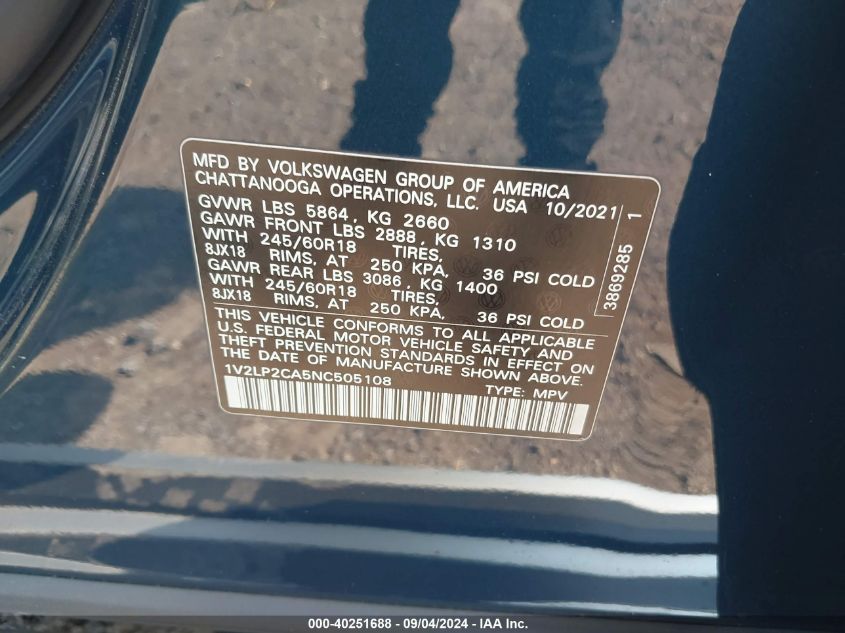 MFD BY VOLKSWAGEN GROUP OF AMERICA
CHATTANOOGA OPERATIONS, LLC. USA 10/2021
GVWR LBS 5864, KG 2660
GAWR FRONT LBS 2888, KG 1310
WITH 245/60R18 TIRES,
8JX18 RIMS, AT 250 KPA, 36 PSI COLD
GAWR REAR LBS 3086, KG 1400
WITH 245/60R18 TIRES,
8JX18 RIMS, AT 250 KPA, 36 PSI COLD
THIS VEHICLE CONFORMS TO ALL APPLICABLE
U.S. FEDERAL MOTOR VEHICLE SAFETY AND
THEFT PREVENTION STANDARDS IN EFFECT ON
THE DATE OF MANUFACTURE SHOWN ABOVE.
1V2LP2CA5NC505108 TYPE: MPV
3869285 1
000-40251688 - 09/04/2024 - IAA Inc.